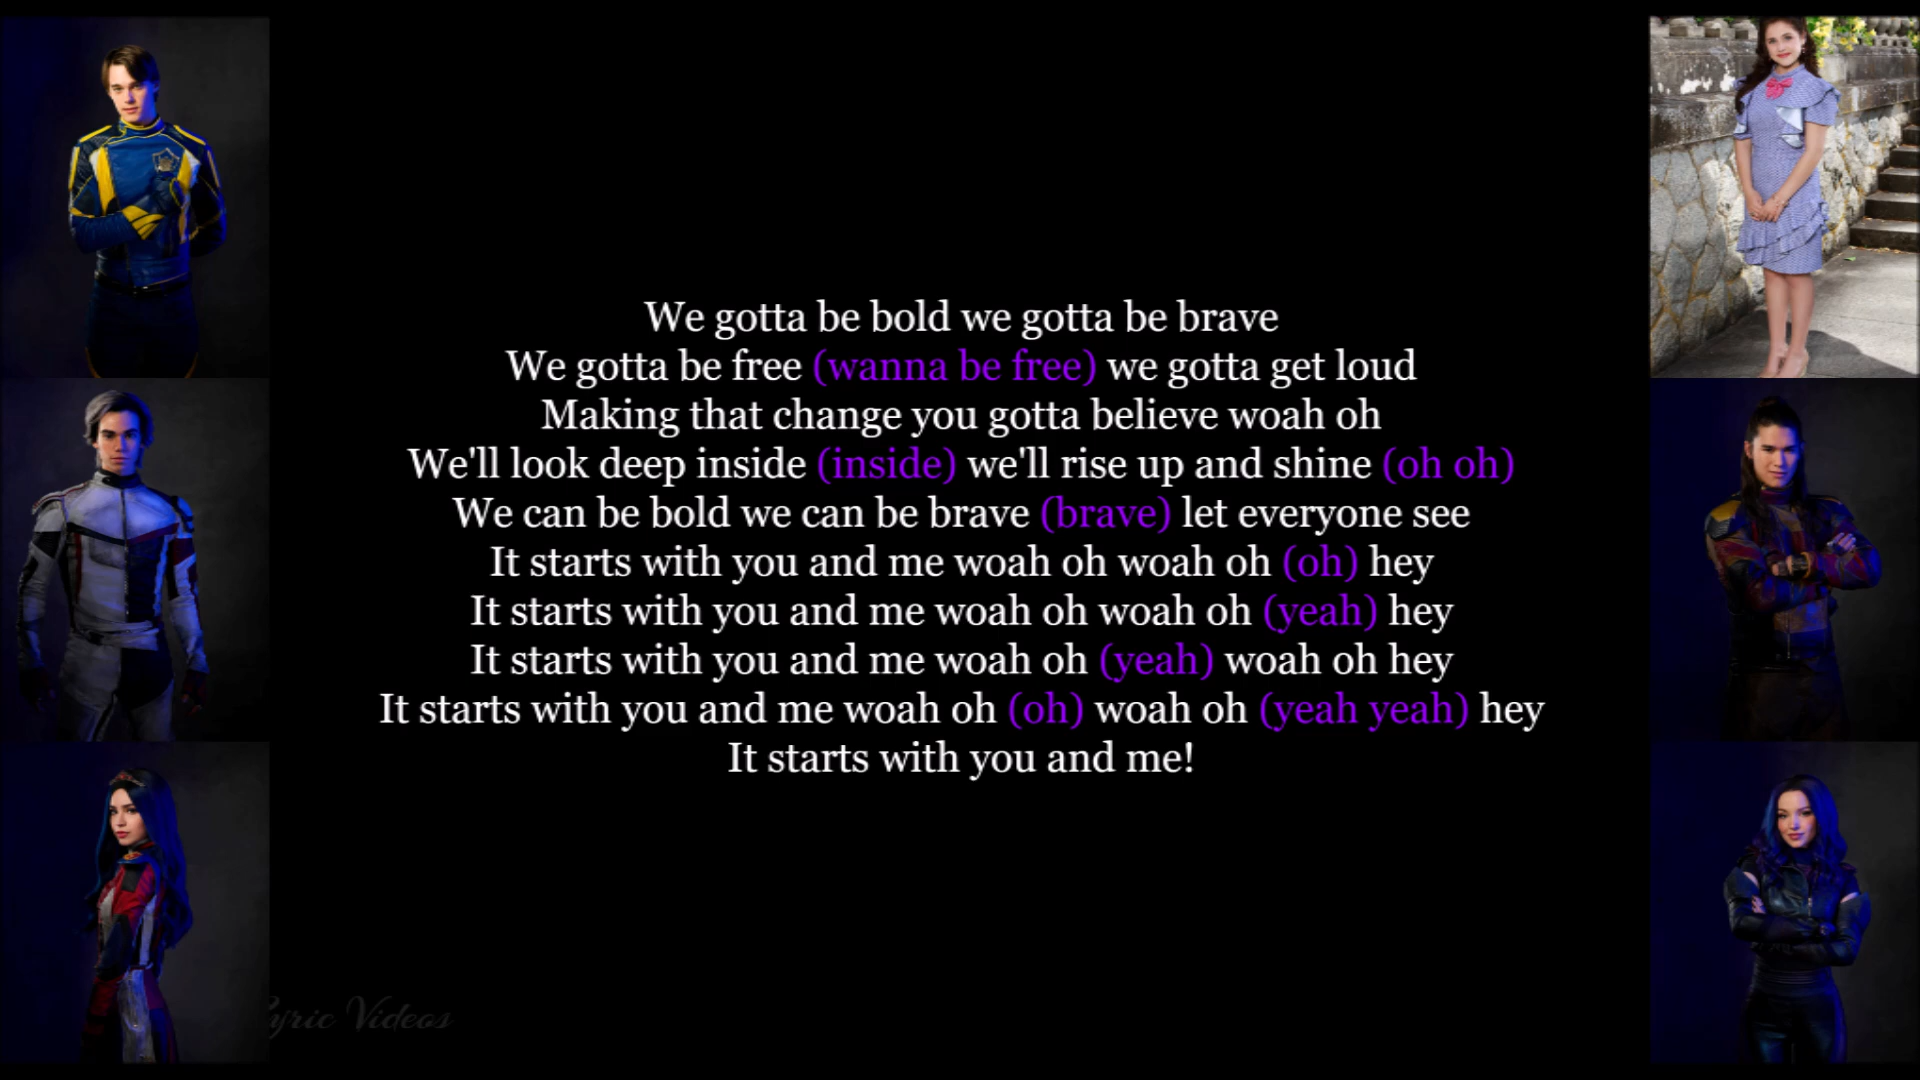 We gotta be bold we gotta be brave
We gotta be free (wanna be free) we gotta get loud
Making that change you gotta believe woah oh
We'll look deep inside (inside) we'll rise up and shine (oh oh)
We can be bold we can be brave (brave) let everyone see
It starts with you and me woah oh woah oh (oh) hey
It starts with you and me woah oh woah oh (yeah) hey
It starts with you and me woah oh (yeah) woah oh hey
It starts with you and me woah oh (oh) woah oh (yeah yeah) hey
It starts with you and me!
Lyric Videos